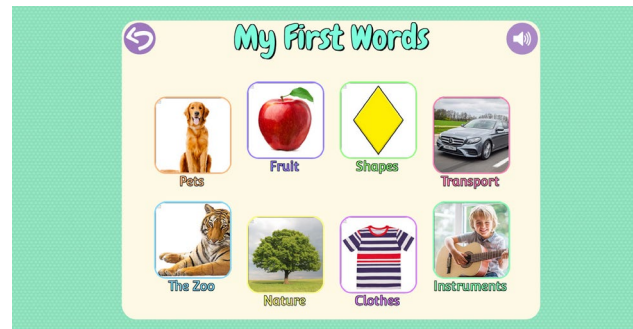 My First Words
Pets
Fruit
Shapes
Transport
The Zoo
Nature
Clothes
Instruments